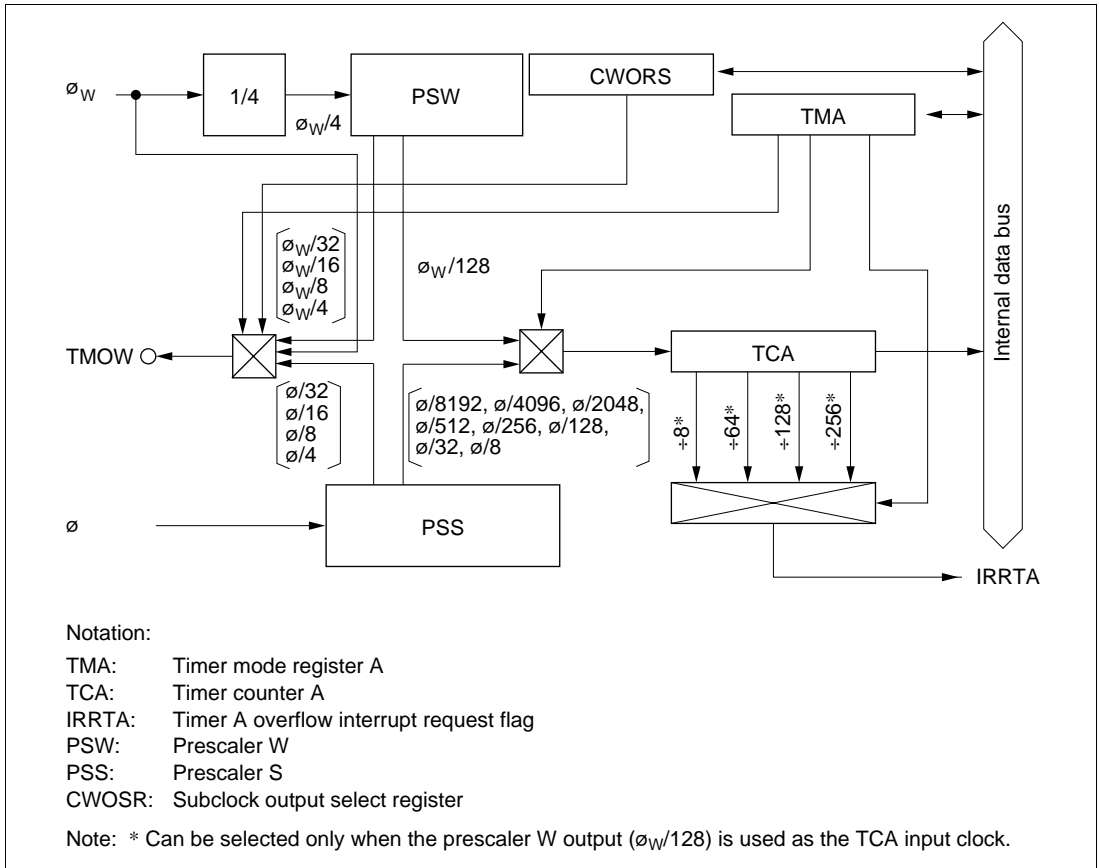 øW
1/4
øW/4
PSW
CWORS
TMA
Internal data bus
øW/32
øW/16
øW/8
øW/4
øW/128
TMOW
TCA
ø/32
ø/16
ø/8
ø/4
ø/8192, ø/4096, ø/2048,
ø/512, ø/256, ø/128,
ø/32, ø/8
÷8*
÷64*
÷128*
÷256*
ø
PSS
IRRTA
Notation:
TMA: Timer mode register A
TCA: Timer counter A
IRRTA: Timer A overflow interrupt request flag
PSW: Prescaler W
PSS: Prescaler S
CWOSR: Subclock output select register
Note: * Can be selected only when the prescaler W output (øW/128) is used as the TCA input clock.